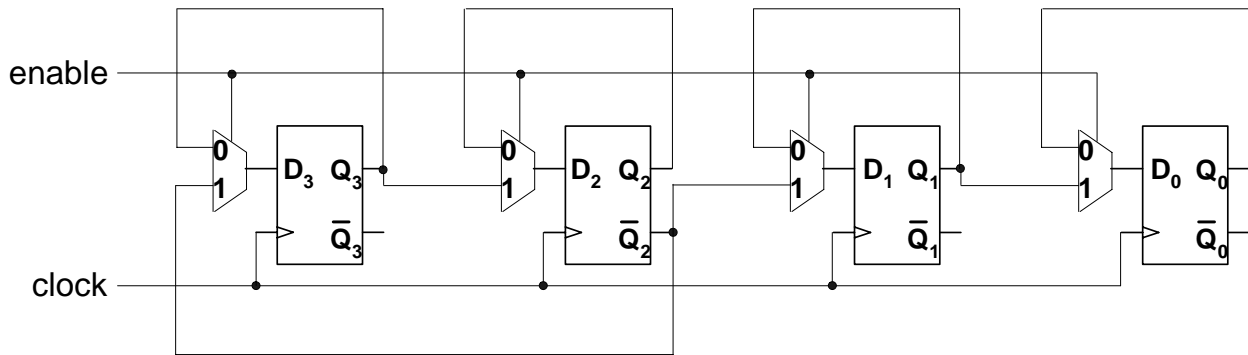 enable
0
1
D3 Q3
Q̅3
0
1
D2 Q2
Q̅2
0
1
D1 Q1
Q̅1
0
1
D0 Q0
Q̅0
clock